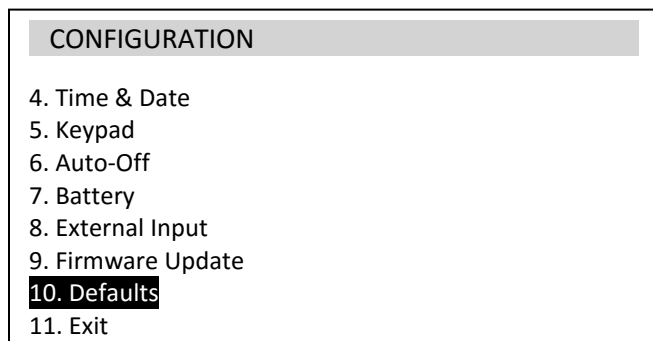 CONFIGURATION
4. Time & Date
5. Keypad
6. Auto-Off
7. Battery
8. External Input
9. Firmware Update
10. Defaults
11. Exit